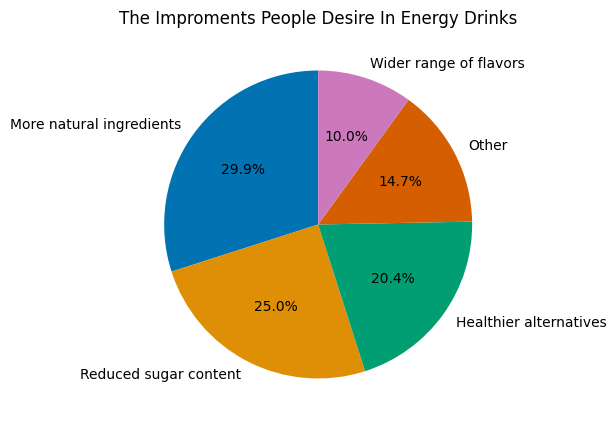 The Improments People Desire In Energy Drinks
Wider range of flavors
More natural ingredients
10.0%
Other
29.9%
14.7%
20.4%
25.0%
Healthier alternatives
Reduced sugar content